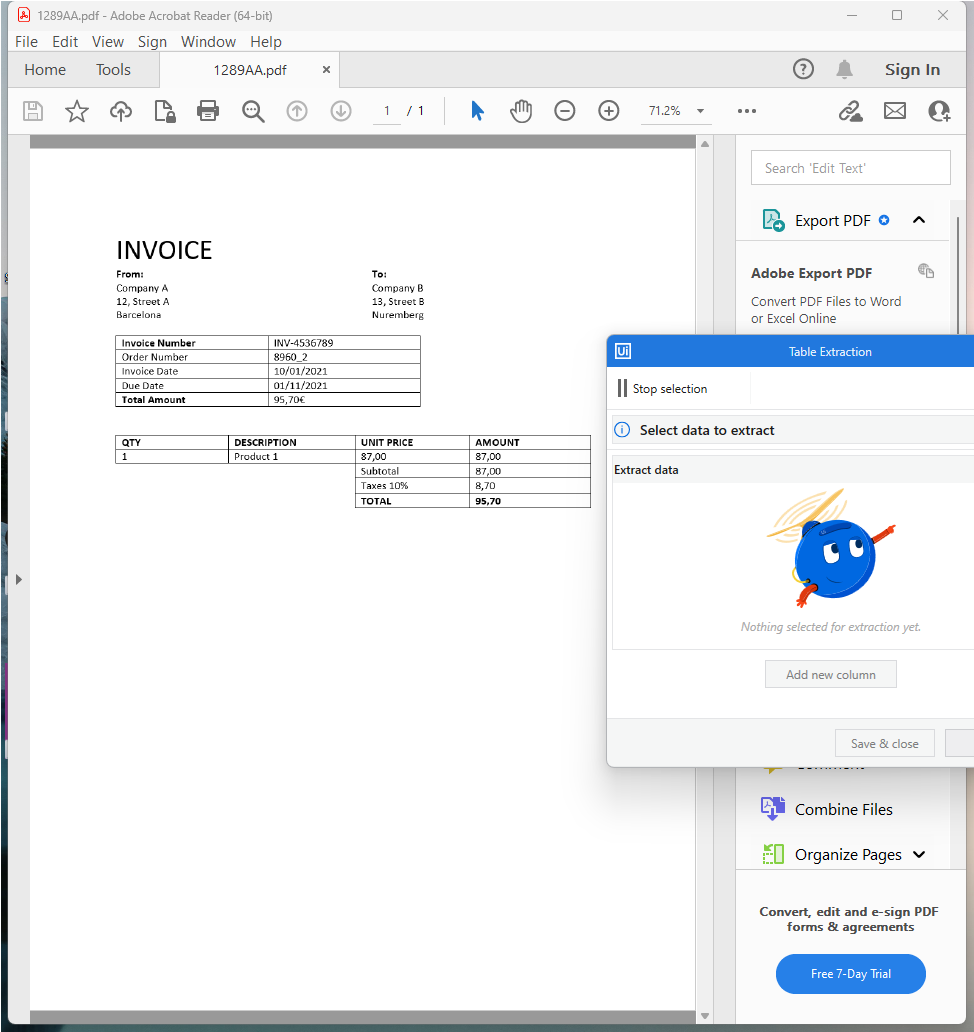 1289AA.pdf - Adobe Acrobat Reader (64-bit)
File Edit View Sign Window Help
Home Tools 1289AA.pdf × Sign In
1 / 1 71.2%
Search 'Edit Text'
Export PDF
Adobe Export PDF
Convert PDF Files to Word
or Excel Online
INVOICE
From: To:
Company A Company B
12, Street A 13, Street B
Barcelona Nuremberg
Invoice Number INV-4536789
Order Number 8960_2
Invoice Date 10/01/2021
Due Date 01/11/2021
Total Amount 95,70€
QTY DESCRIPTION UNIT PRICE AMOUNT
1 Product 1 87,00 87,00
Subtotal 87,00
Taxes 10% 8,70
TOTAL 95,70
Ui Table Extraction
Stop selection
Select data to extract
Extract data
Nothing selected for extraction yet.
Add new column
Save & close
Combine Files
Organize Pages
Convert, edit and e-sign PDF
forms & agreements
Free 7-Day Trial